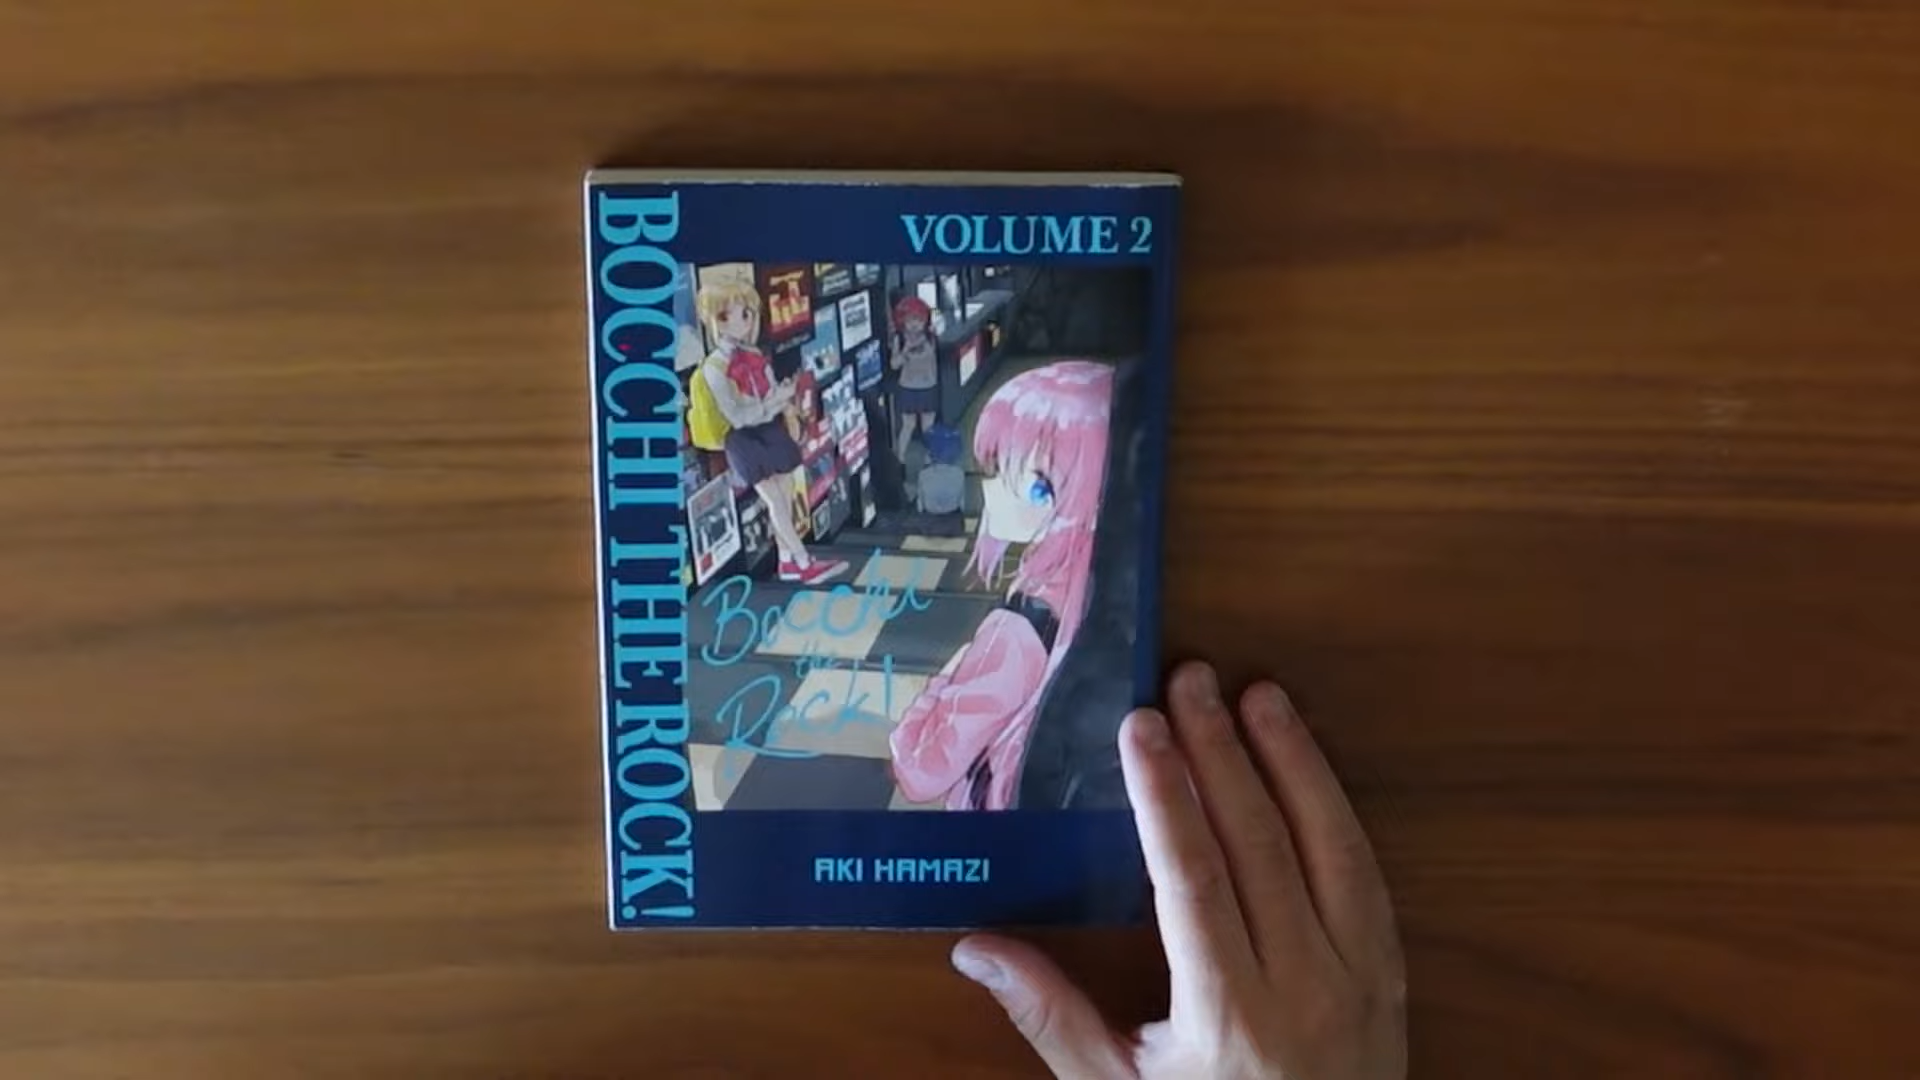 BOCCHI THE ROCK!
VOLUME 2
Bocchi
the
Rock!
AKI HAMAZI